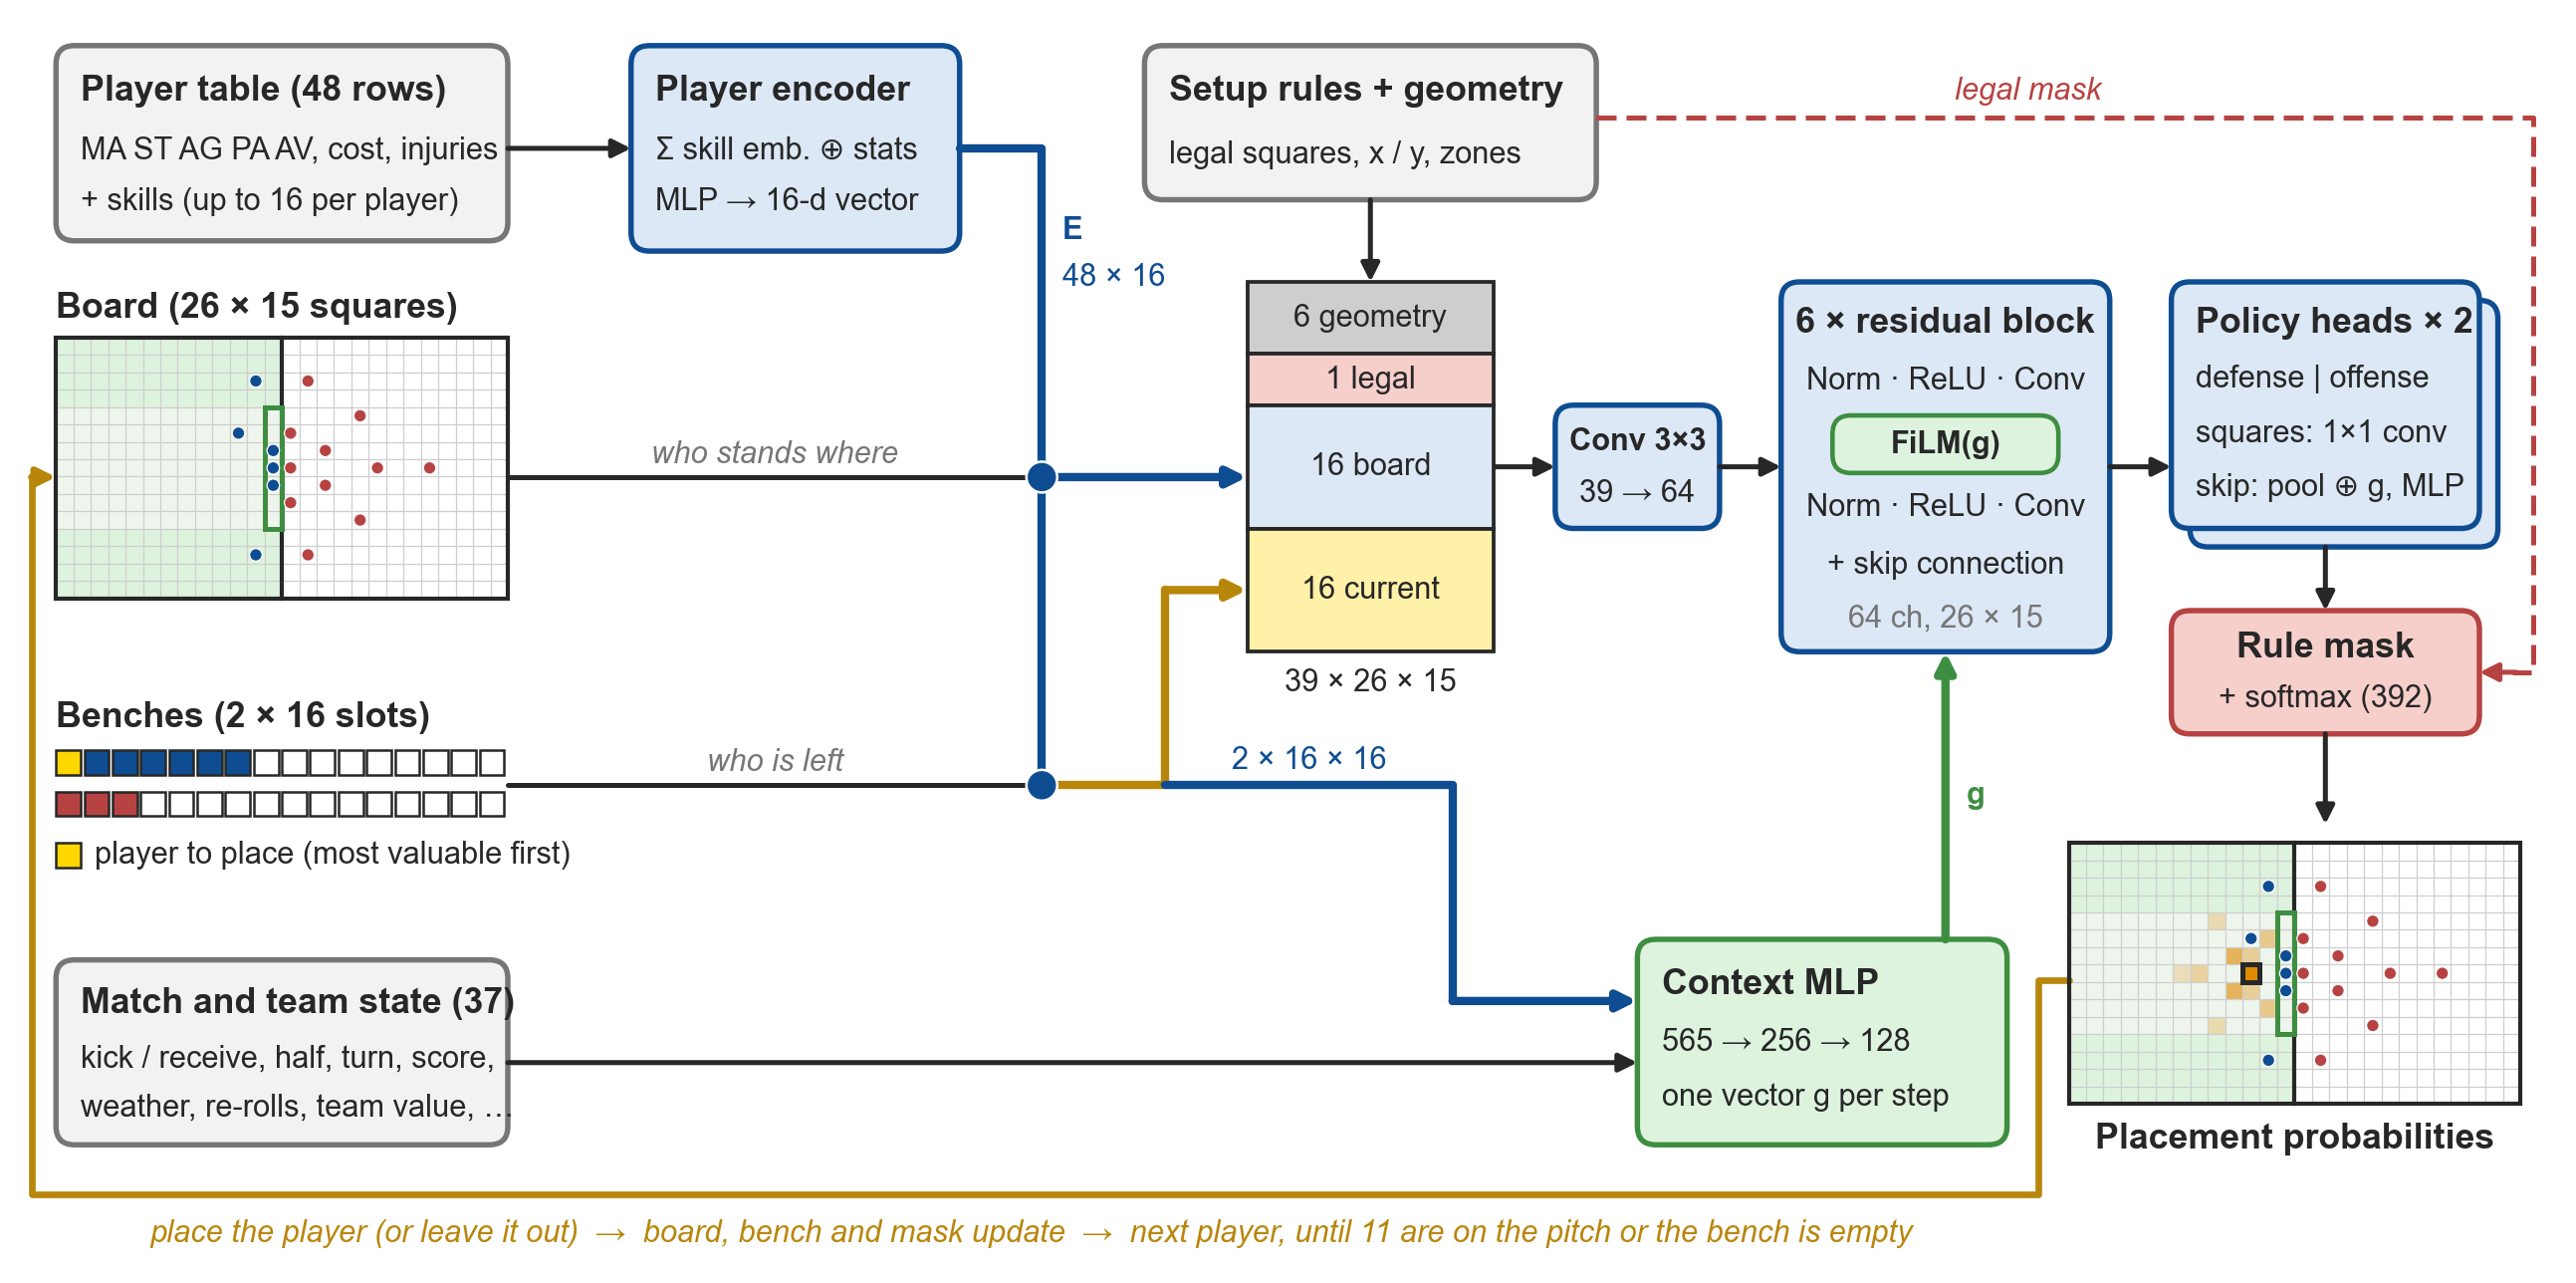 Player table (48 rows)
MA ST AG PA AV, cost, injuries
+ skills (up to 16 per player)
Player encoder
Σ skill emb. ⊕ stats
MLP → 16-d vector
Setup rules + geometry
legal squares, x / y, zones
legal mask
E
48 × 16
Board (26 × 15 squares)
who stands where
6 geometry
1 legal
16 board
16 current
39 × 26 × 15
Conv 3×3
39 → 64
6 × residual block
Norm · ReLU · Conv
FiLM(g)
Norm · ReLU · Conv
+ skip connection
64 ch, 26 × 15
Policy heads × 2
defense | offense
squares: 1×1 conv
skip: pool ⊕ g, MLP
Rule mask
+ softmax (392)
Benches (2 × 16 slots)
who is left
2 × 16 × 16
g
player to place (most valuable first)
Match and team state (37)
kick / receive, half, turn, score,
weather, re-rolls, team value, …
Context MLP
565 → 256 → 128
one vector g per step
Placement probabilities
place the player (or leave it out) → board, bench and mask update → next player, until 11 are on the pitch or the bench is empty